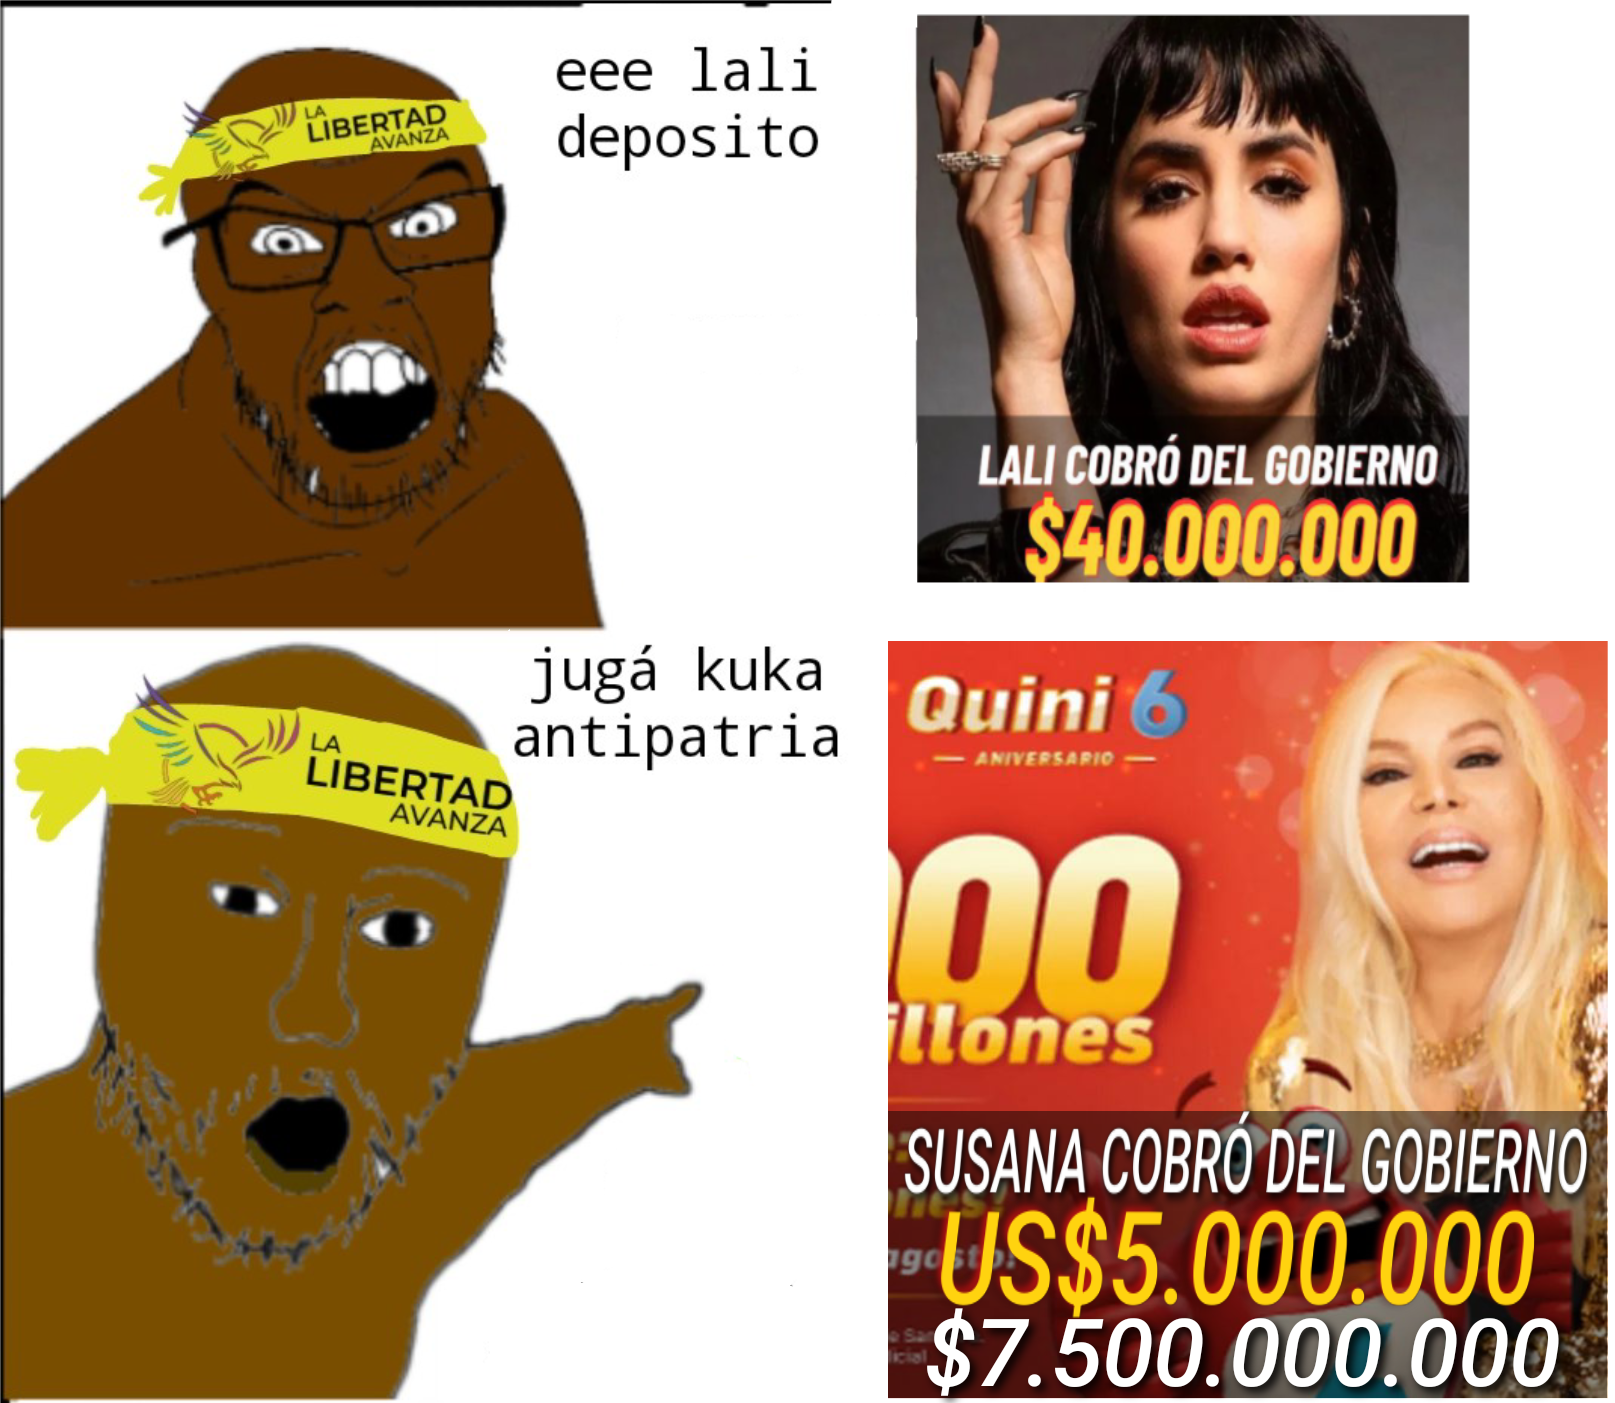 eee lali
deposito
LA
LIBERTAD
AVANZA
LALI COBRÓ DEL GOBIERNO
$40.000.000
jugá kuka
antipatria
LA
LIBERTAD
AVANZA
Quini 6
ANIVERSARIO
00
illones
SUSANA COBRÓ DEL GOBIERNO
US$5.000.000
agosto!
$7.500.000.000